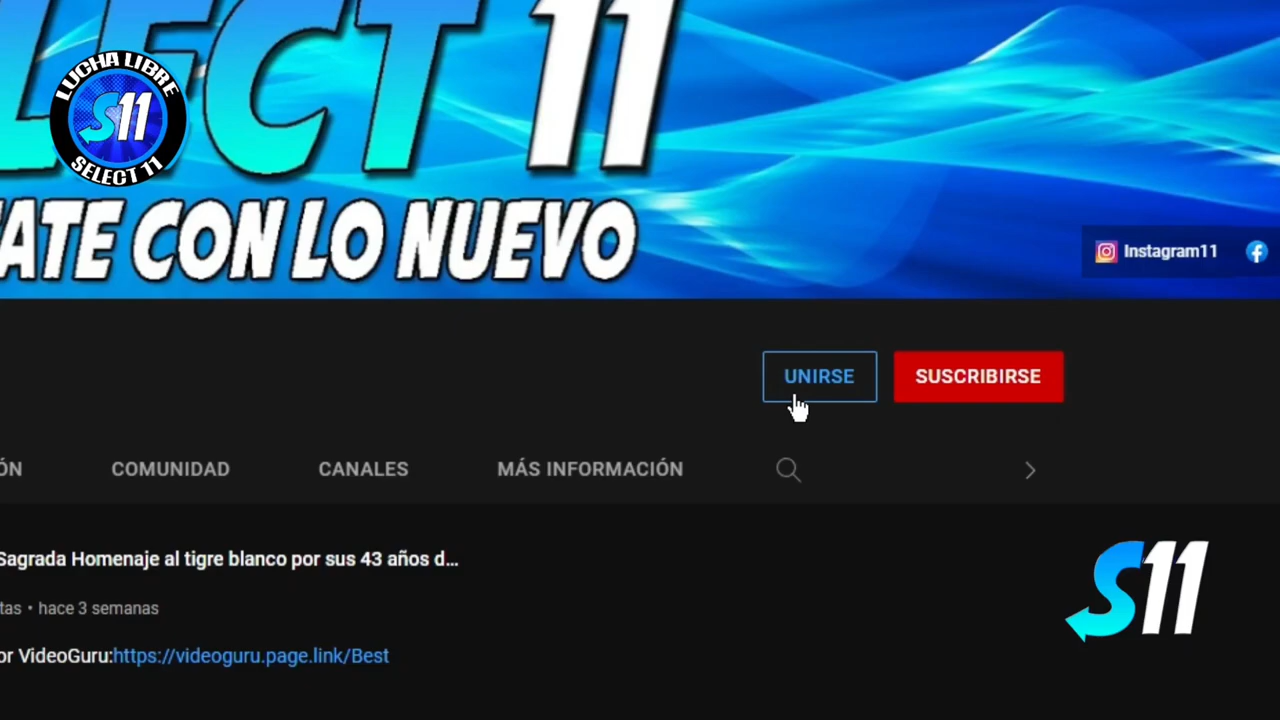 LECT 11
LUCHA LIBRE
S11
SELECT 11
ATE CON LO NUEVO
Instagram11
UNIRSE
SUSCRIBIRSE
ÓN COMUNIDAD CANALES MÁS INFORMACIÓN
Sagrada Homenaje al tigre blanco por sus 43 años d...
tas • hace 3 semanas
or VideoGuru:https://videoguru.page.link/Best
S11